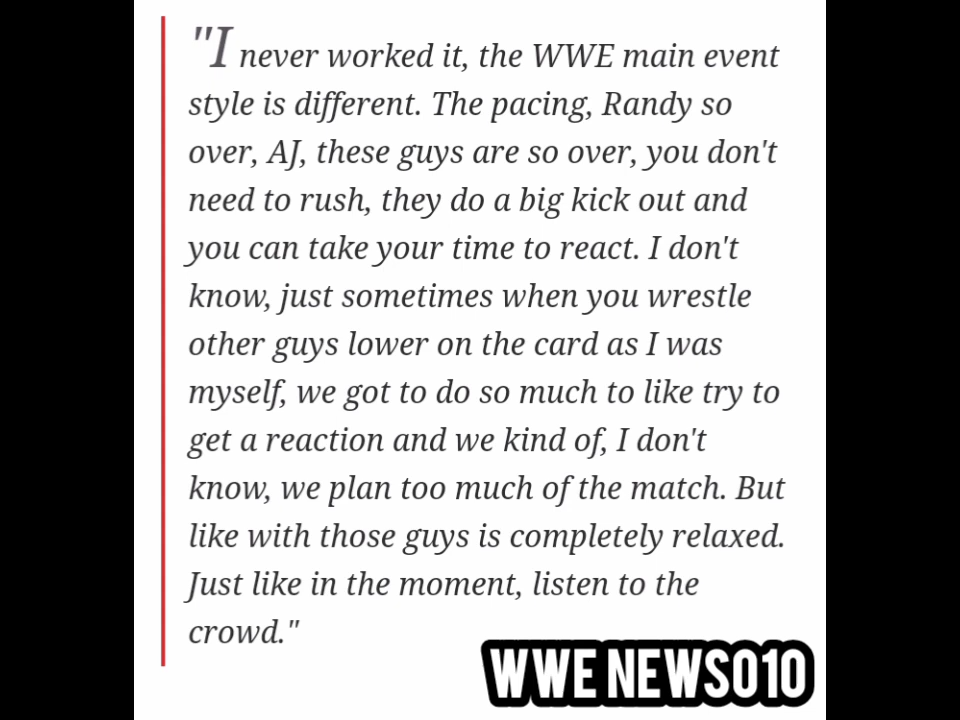 "I never worked it, the WWE main event
style is different. The pacing, Randy so
over, AJ, these guys are so over, you don't
need to rush, they do a big kick out and
you can take your time to react. I don't
know, just sometimes when you wrestle
other guys lower on the card as I was
myself, we got to do so much to like try to
get a reaction and we kind of, I don't
know, we plan too much of the match. But
like with those guys is completely relaxed.
Just like in the moment, listen to the
crowd."
WWE NEWS010